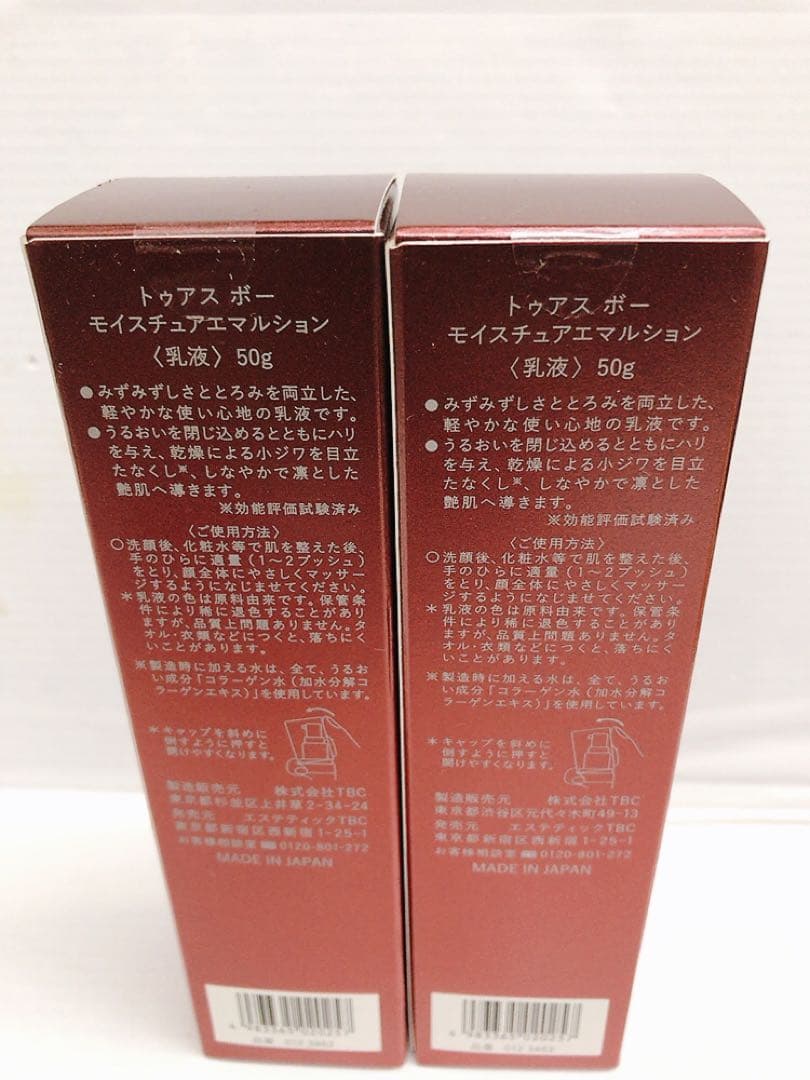 トゥアス ボー
モイスチュアエマルション
〈乳液〉50g
●みずみずしさととろみを両立した、
軽やかな使い心地の乳液です。
●うるおいを閉じ込めるとともにハリ
を与え、乾燥による小ジワを目立
たなくし※、しなやかで凛とした
艶肌へ導きます。
※効能評価試験済み
〈ご使用方法〉
○洗顔後、化粧水等で肌を整えた後、
手のひらに適量（1～2プッシュ）
をとり、顔全体にやさしくマッサー
ジするようになじませてください。
＊乳液の色は原料由来です。保管条
件により稀に退色することがあり
ますが、品質上問題ありません。タ
オル・衣類などにつくと、落ちにく
いことがあります。
※製造時に加える水は、全て、うるお
い成分「コラーゲン水（加水分解コ
ラーゲンエキス）」を使用しています。
＊キャップを斜めに
倒すように押すと
開けやすくなります。
製造販売元 株式会社TBC
東京都杉並区上井草2-34-24
発売元 エステティックTBC
東京都新宿区西新宿1-25-1
お客様相談室 0120-801-272
MADE IN JAPAN
トゥアス ボー
モイスチュアエマルション
〈乳液〉50g
●みずみずしさととろみを両立した、
軽やかな使い心地の乳液です。
●うるおいを閉じ込めるとともにハリ
を与え、乾燥による小ジワを目立
たなくし※、しなやかで凛とした
艶肌へ導きます。
※効能評価試験済み
〈ご使用方法〉
○洗顔後、化粧水等で肌を整えた後、
手のひらに適量（1～2プッシュ）
をとり、顔全体にやさしくマッサー
ジするようになじませてください。
＊乳液の色は原料由来です。保管条
件により稀に退色することがあり
ますが、品質上問題ありません。タ
オル・衣類などにつくと、落ちにく
いことがあります。
※製造時に加える水は、全て、うるお
い成分「コラーゲン水（加水分解コ
ラーゲンエキス）」を使用しています。
＊キャップを斜めに
倒すように押すと
開けやすくなります。
製造販売元 株式会社TBC
東京都渋谷区元代々木町49-13
発売元 エステティックTBC
東京都新宿区西新宿1-25-1
お客様相談室 0120-801-272
MADE IN JAPAN